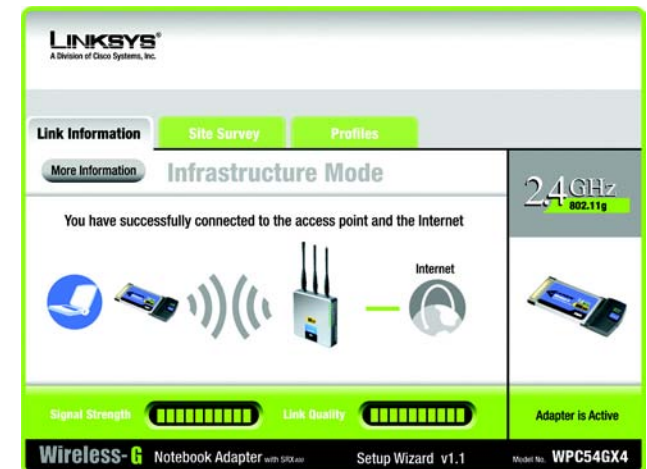 LINKSYS®
A Division of Cisco Systems, Inc.
Link Information
Site Survey
Profiles
More Information
Infrastructure Mode
2.4GHz
802.11g
You have successfully connected to the access point and the Internet
Internet
Signal Strength
Link Quality
Adapter is Active
Wireless-G Notebook Adapter with SRX400 Setup Wizard v1.1 Model No. WPC54GX4